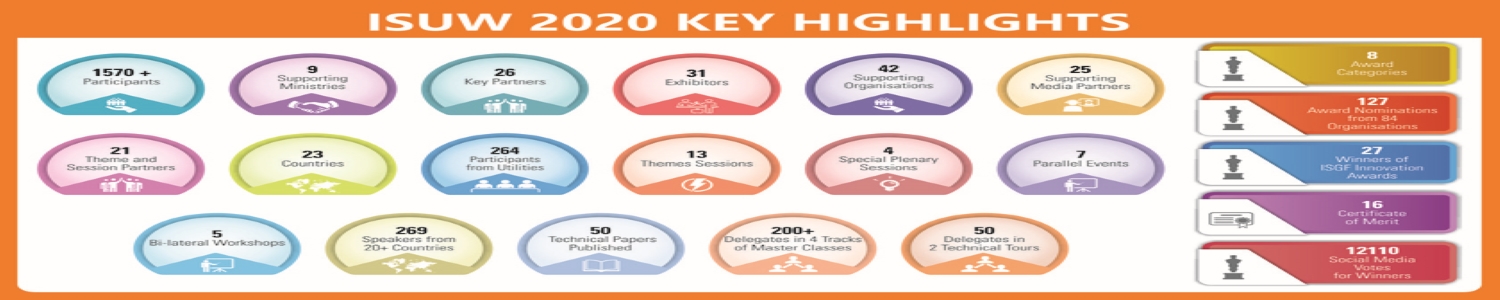 ISUW 2020 KEY HIGHLIGHTS
1570 +
Participants
9
Supporting
Ministries
26
Key Partners
31
Exhibitors
42
Supporting
Organisations
25
Supporting
Media Partners
21
Theme and
Session Partners
23
Countries
264
Participants
from Utilities
13
Themes Sessions
4
Special Plenary
Sessions
7
Parallel Events
5
Bi-lateral Workshops
269
Speakers from
20+ Countries
50
Technical Papers
Published
200+
Delegates in 4 Tracks
of Master Classes
50
Delegates in
2 Technical Tours
8
Award
Categories
127
Award Nominations
from 84
Organisations
27
Winners of
ISGF Innovation
Awards
16
Certificate
of Merit
12110
Social Media
Votes
for Winners